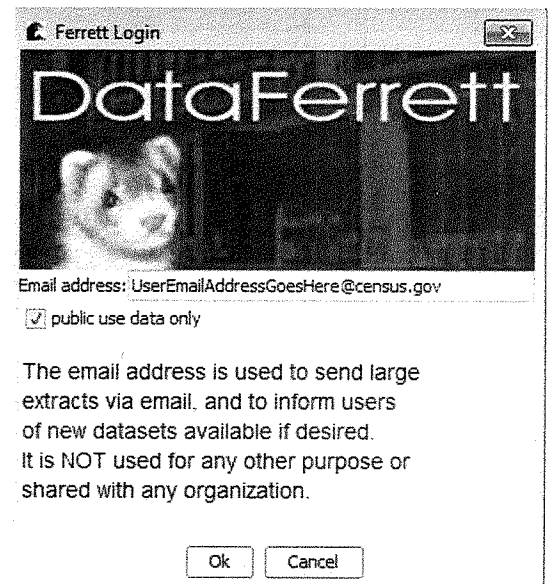 Ferrett Login
DataFerrett
Email address: UserEmailAddressGoesHere@census.gov
public use data only
The email address is used to send large
extracts via email, and to inform users
of new datasets available if desired.
It is NOT used for any other purpose or
shared with any organization.
Ok Cancel